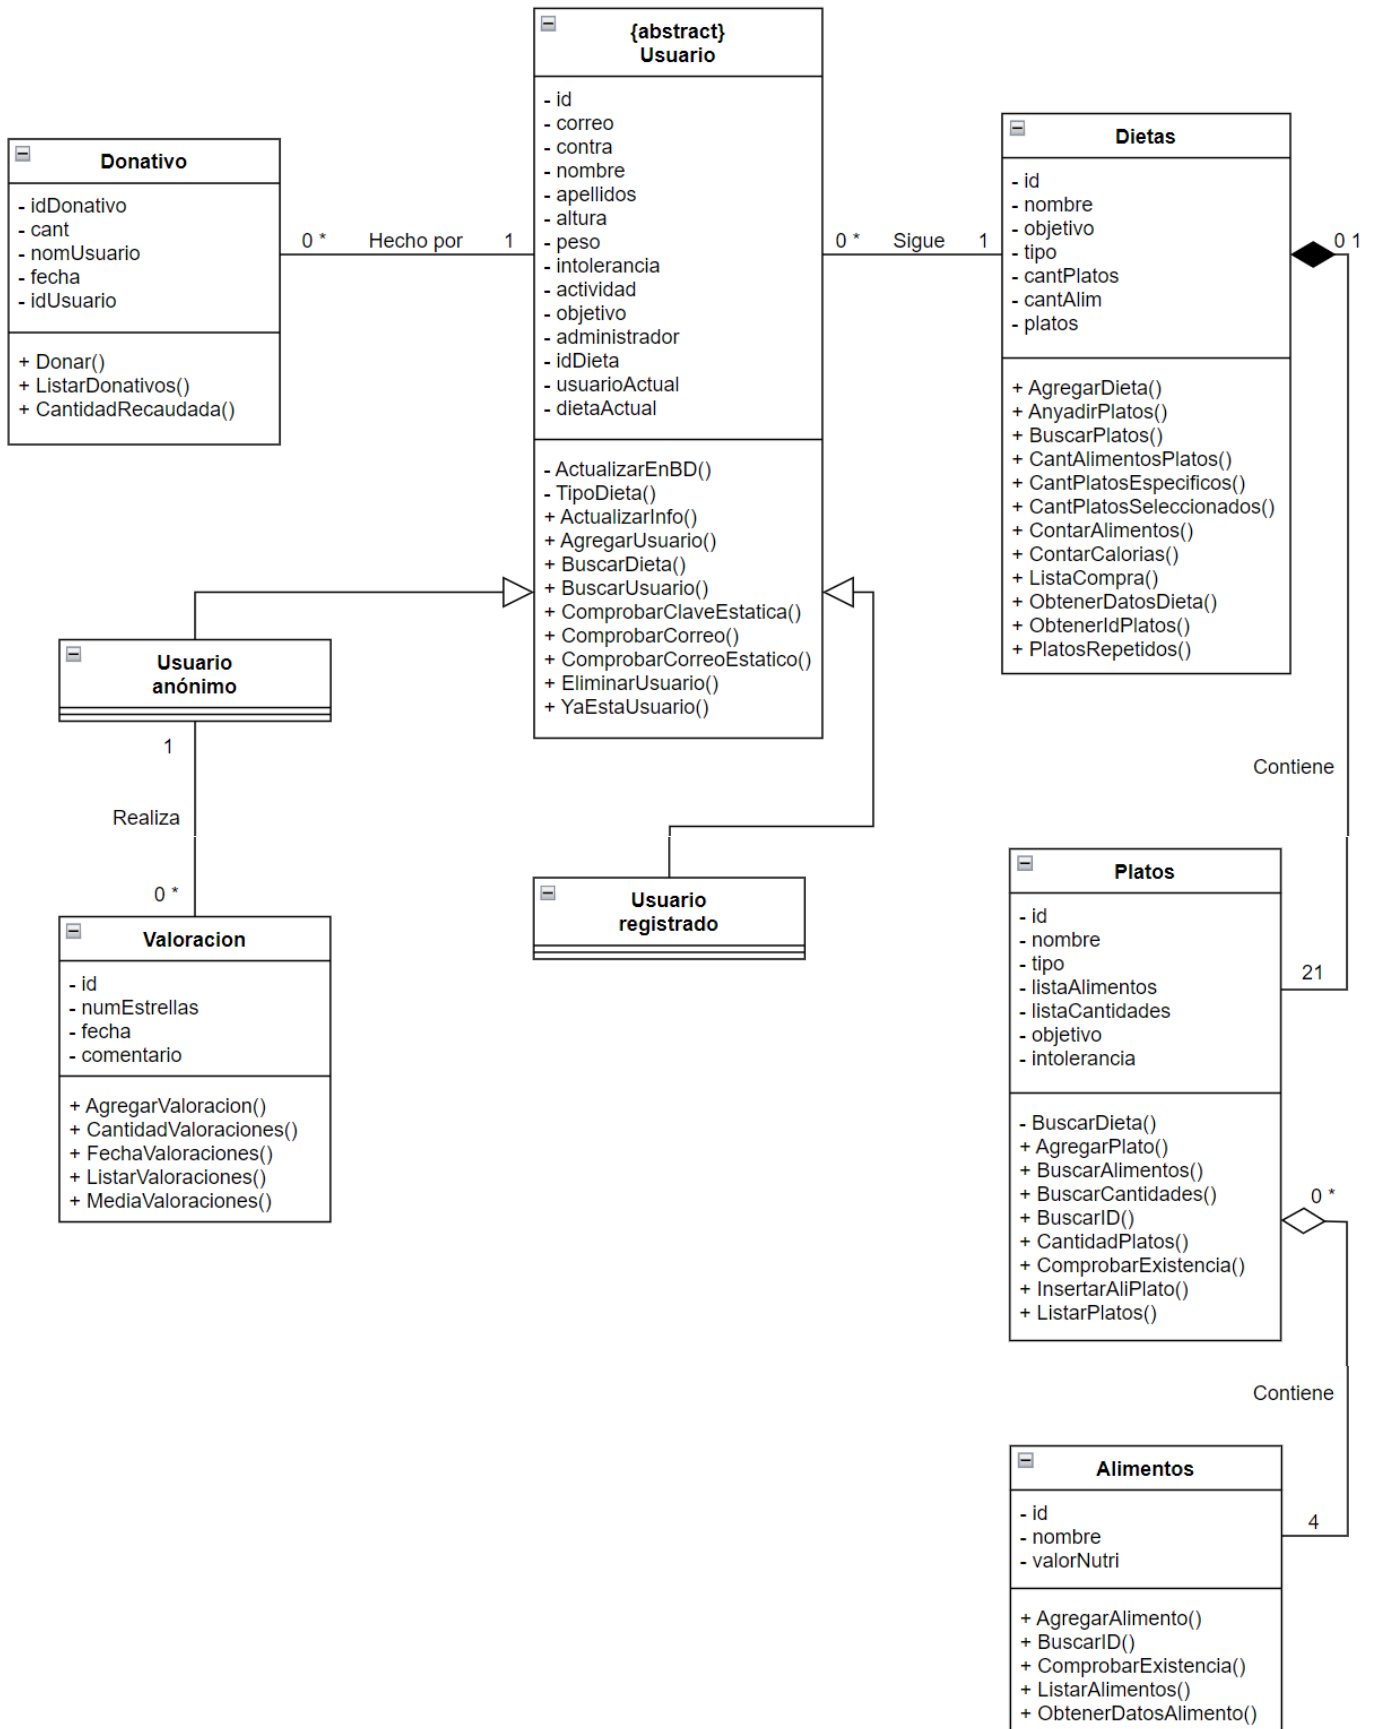 {abstract}
Usuario
- id
- correo
- contra
- nombre
- apellidos
- altura
- peso
- intolerancia
- actividad
- objetivo
- administrador
- idDieta
- usuarioActual
- dietaActual
- ActualizarEnBD()
- TipoDieta()
+ ActualizarInfo()
+ AgregarUsuario()
+ BuscarDieta()
+ BuscarUsuario()
+ ComprobarClaveEstatica()
+ ComprobarCorreo()
+ ComprobarCorreoEstatico()
+ EliminarUsuario()
+ YaEstaUsuario()
Donativo
- idDonativo
- cant
- nomUsuario
- fecha
- idUsuario
+ Donar()
+ ListarDonativos()
+ CantidadRecaudada()
0 * Hecho por 1
0 * Sigue 1
Dietas
- id
- nombre
- objetivo
- tipo
- cantPlatos
- cantAlim
- platos
+ AgregarDieta()
+ AnyadirPlatos()
+ BuscarPlatos()
+ CantAlimentosPlatos()
+ CantPlatosEspecificos()
+ CantPlatosSeleccionados()
+ ContarAlimentos()
+ ContarCalorias()
+ ListaCompra()
+ ObtenerDatosDieta()
+ ObtenerIdPlatos()
+ PlatosRepetidos()
0 1
Contiene
21
Usuario
anónimo
1
Realiza
0 *
Usuario
registrado
Valoracion
- id
- numEstrellas
- fecha
- comentario
+ AgregarValoracion()
+ CantidadValoraciones()
+ FechaValoraciones()
+ ListarValoraciones()
+ MediaValoraciones()
Platos
- id
- nombre
- tipo
- listaAlimentos
- listaCantidades
- objetivo
- intolerancia
- BuscarDieta()
+ AgregarPlato()
+ BuscarAlimentos()
+ BuscarCantidades()
+ BuscarID()
+ CantidadPlatos()
+ ComprobarExistencia()
+ InsertarAliPlato()
+ ListarPlatos()
0 *
Contiene
4
Alimentos
- id
- nombre
- valorNutri
+ AgregarAlimento()
+ BuscarID()
+ ComprobarExistencia()
+ ListarAlimentos()
+ ObtenerDatosAlimento()